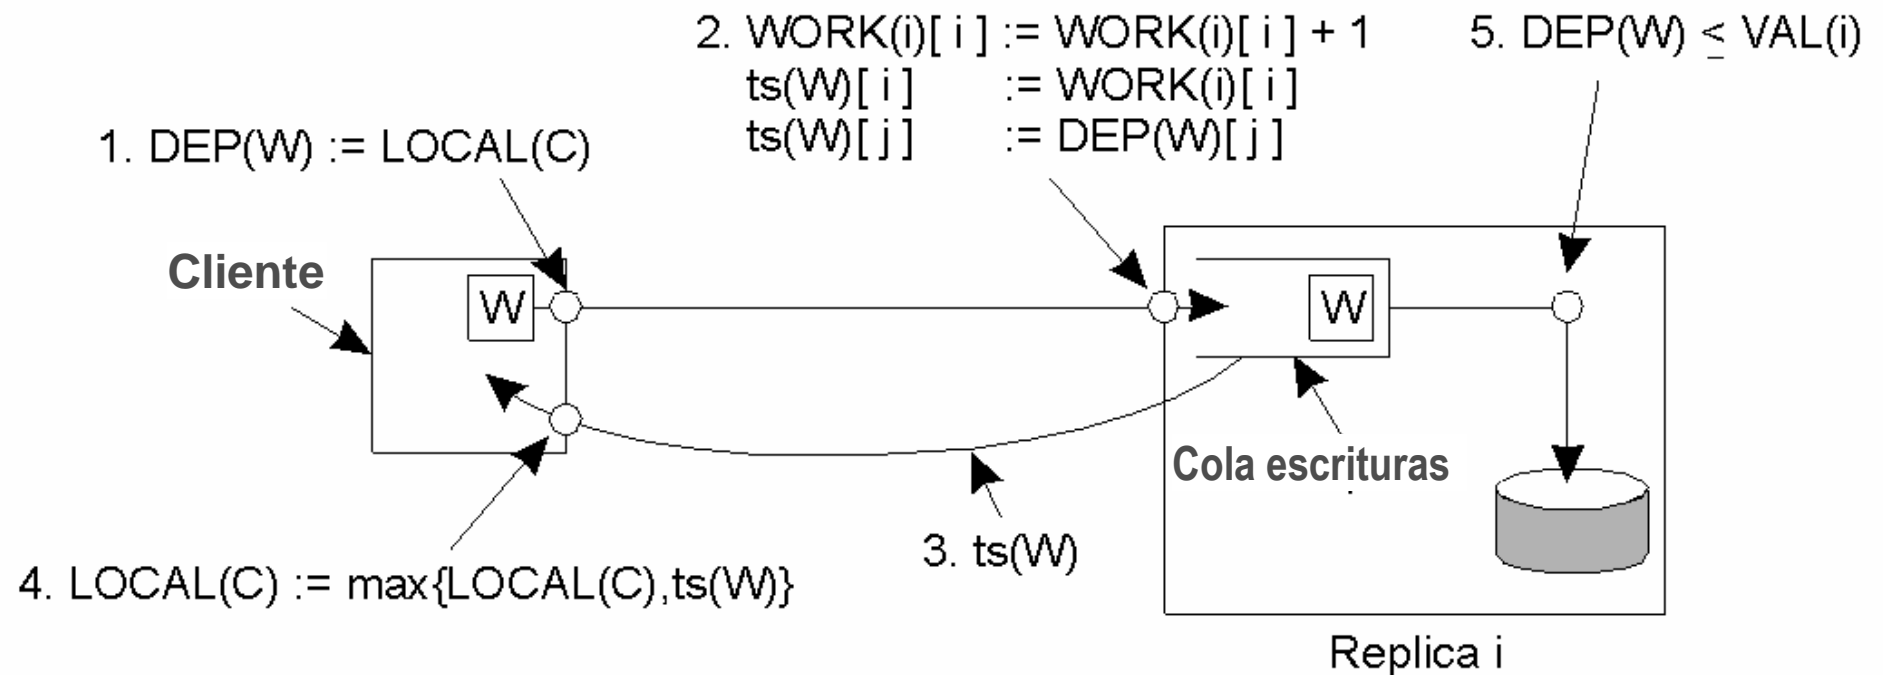 2. WORK(i)[ i ] := WORK(i)[ i ] + 1
ts(W)[ i ] := WORK(i)[ i ]
ts(W)[ j ] := DEP(W)[ j ]
5. DEP(W) ≤ VAL(i)
1. DEP(W) := LOCAL(C)
Cliente
W
W
Cola escrituras
3. ts(W)
4. LOCAL(C) := max{LOCAL(C),ts(W)}
Replica i